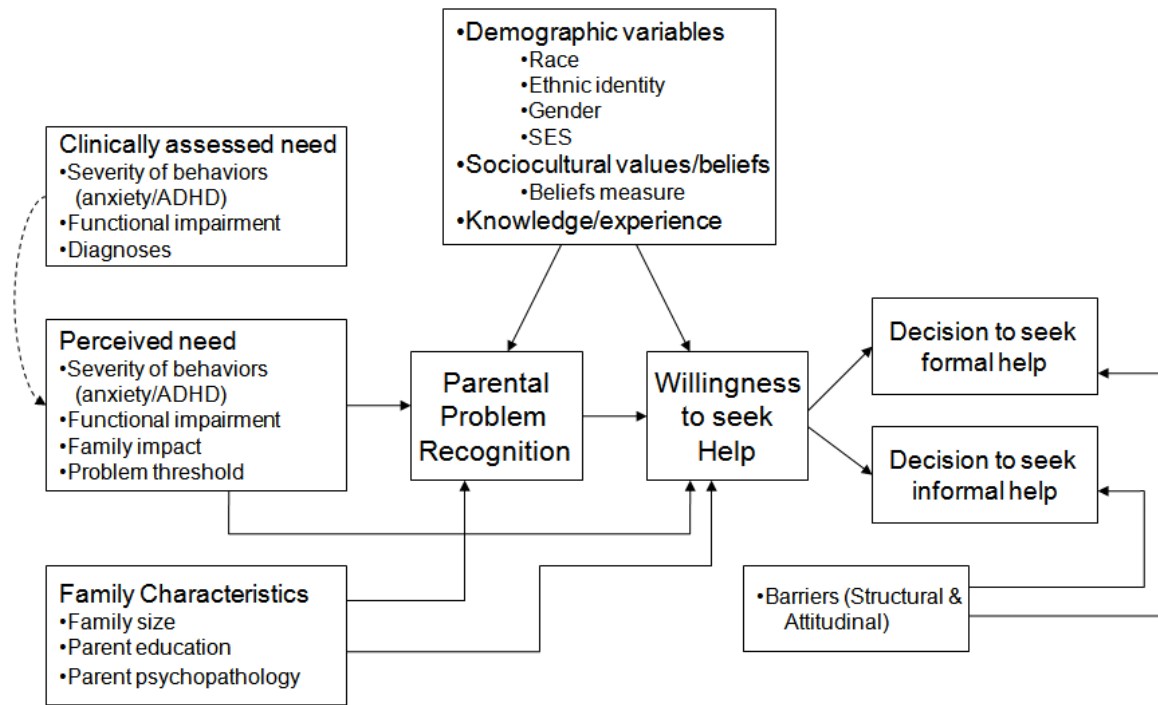 •Demographic variables
•Race
•Ethnic identity
•Gender
•SES
•Sociocultural values/beliefs
•Beliefs measure
•Knowledge/experience
Clinically assessed need
•Severity of behaviors
(anxiety/ADHD)
•Functional impairment
•Diagnoses
Perceived need
•Severity of behaviors
(anxiety/ADHD)
•Functional impairment
•Family impact
•Problem threshold
Parental
Problem
Recognition
Willingness
to seek
Help
Decision to seek
formal help
Decision to seek
informal help
Family Characteristics
•Family size
•Parent education
•Parent psychopathology
•Barriers (Structural &
Attitudinal)